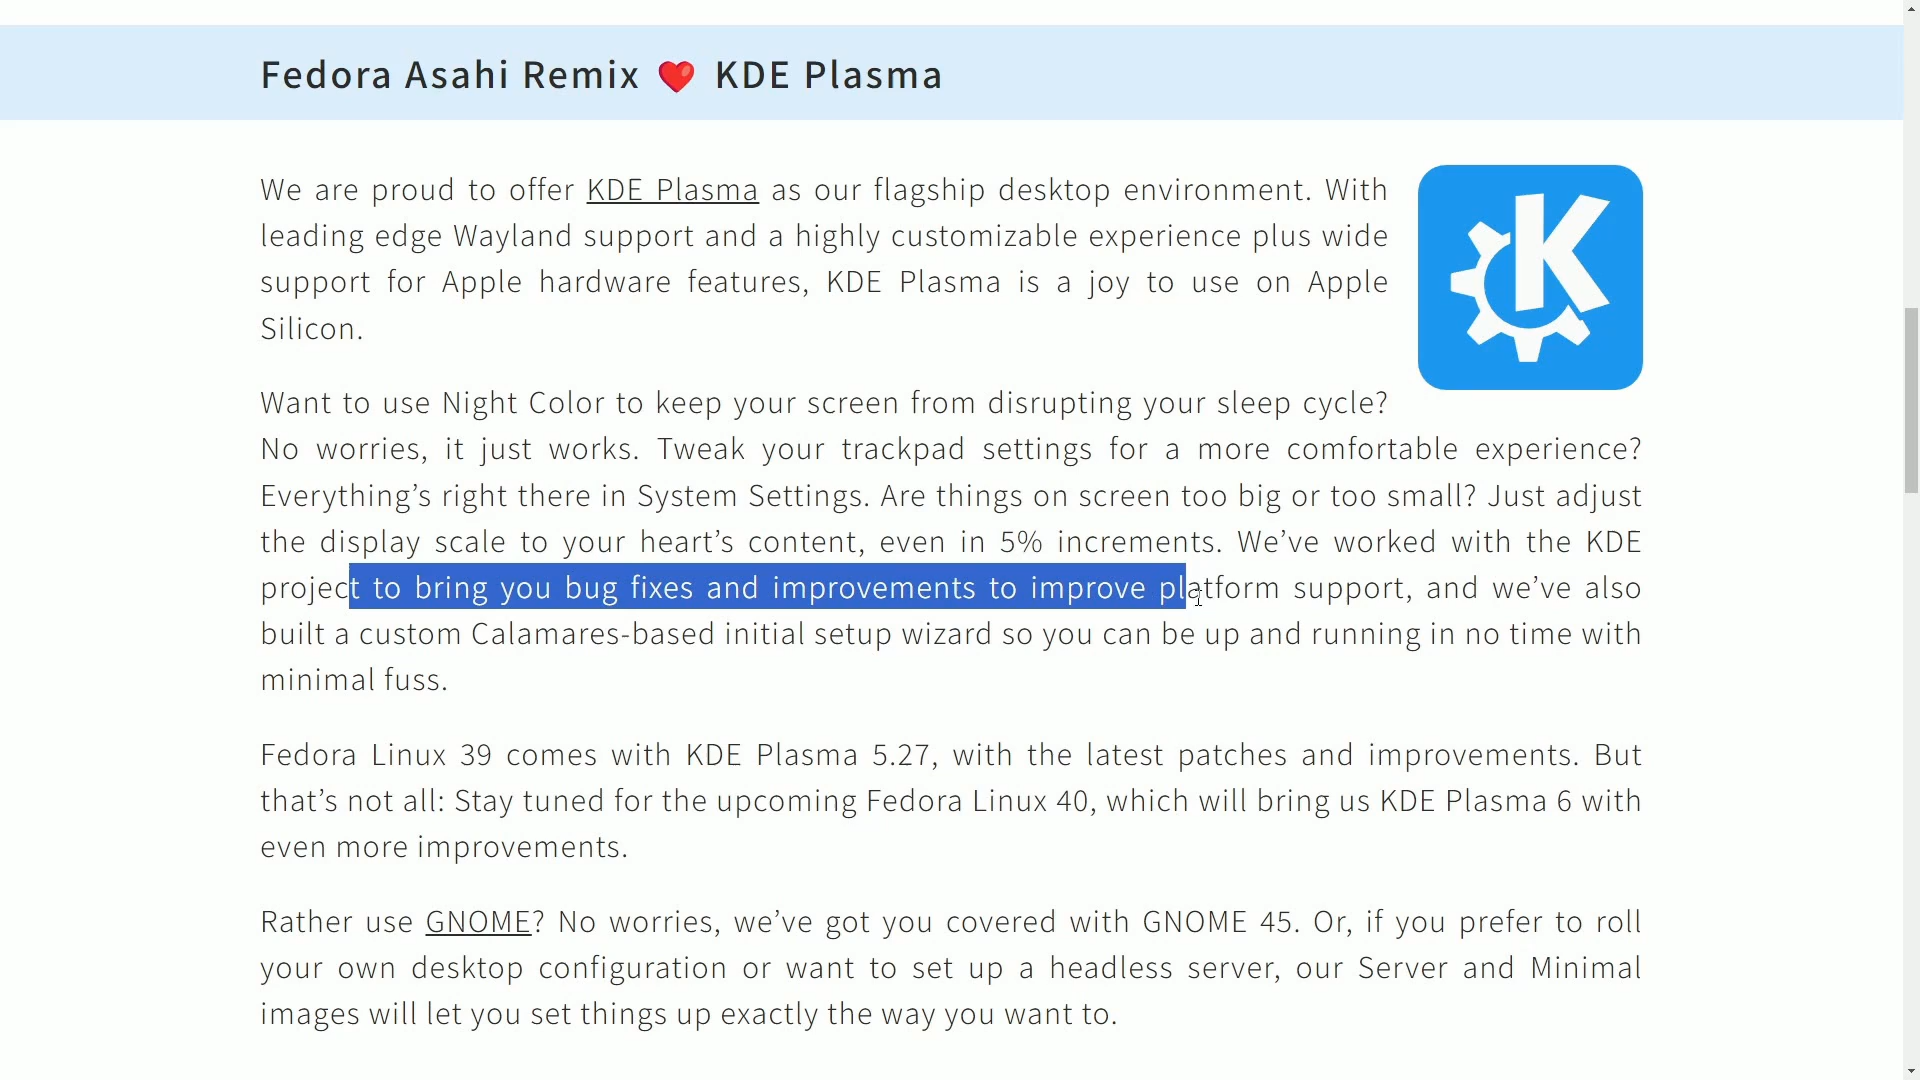 Fedora Asahi Remix ❤️ KDE Plasma
We are proud to offer KDE Plasma as our flagship desktop environment. With
leading edge Wayland support and a highly customizable experience plus wide
support for Apple hardware features, KDE Plasma is a joy to use on Apple
Silicon.
K
Want to use Night Color to keep your screen from disrupting your sleep cycle?
No worries, it just works. Tweak your trackpad settings for a more comfortable experience?
Everything’s right there in System Settings. Are things on screen too big or too small? Just adjust
the display scale to your heart’s content, even in 5% increments. We’ve worked with the KDE
project to bring you bug fixes and improvements to improve platform support, and we’ve also
built a custom Calamares-based initial setup wizard so you can be up and running in no time with
minimal fuss.
Fedora Linux 39 comes with KDE Plasma 5.27, with the latest patches and improvements. But
that’s not all: Stay tuned for the upcoming Fedora Linux 40, which will bring us KDE Plasma 6 with
even more improvements.
Rather use GNOME? No worries, we’ve got you covered with GNOME 45. Or, if you prefer to roll
your own desktop configuration or want to set up a headless server, our Server and Minimal
images will let you set things up exactly the way you want to.